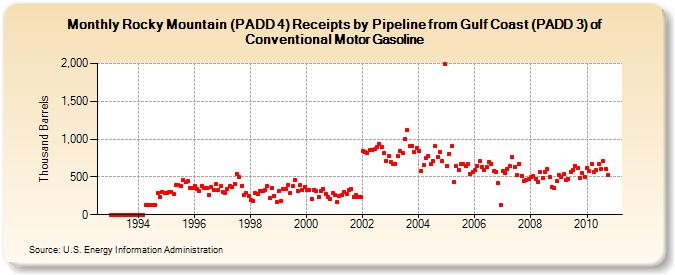 Monthly Rocky Mountain (PADD 4) Receipts by Pipeline from Gulf Coast (PADD 3) of
Conventional Motor Gasoline
Thousand Barrels
2,000
1,500
1,000
500
0
1994 1996 1998 2000 2002 2004 2006 2008 2010
Source: U.S. Energy Information Administration